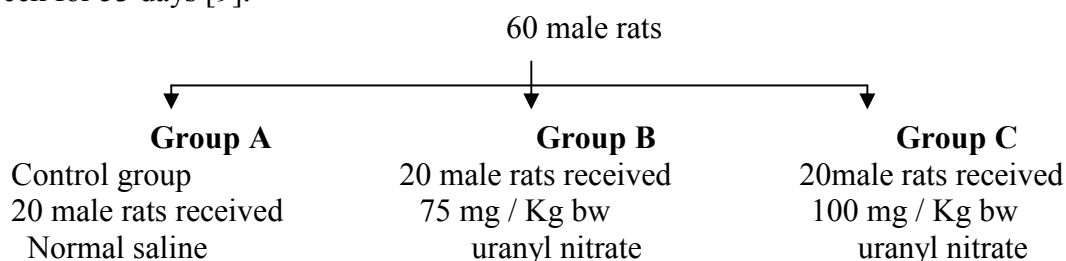 for 35 days [9].
60 male rats
Group A Group B Group C
Control group 20 male rats received 20male rats received
20 male rats received 75 mg / Kg bw 100 mg / Kg bw
Normal saline uranyl nitrate uranyl nitrate